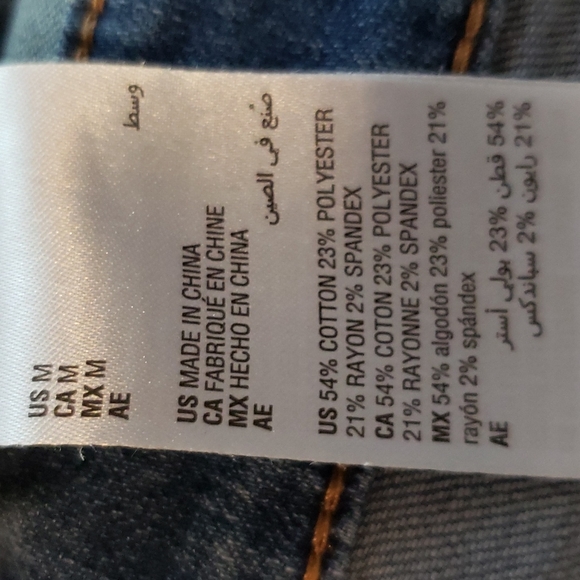 US M
CA M
MX M
AE وسط
US MADE IN CHINA
CA FABRIQUÉ EN CHINE
MX HECHO EN CHINA
AE صنع في الصين
US 54% COTTON 23% POLYESTER
21% RAYON 2% SPANDEX
CA 54% COTON 23% POLYESTER
21% RAYONNE 2% SPANDEX
MX 54% algodón 23% poliester 21%
rayón 2% spándex
AE 54% قطن 23% بولي أستر
21% رايون 2% سباندكس